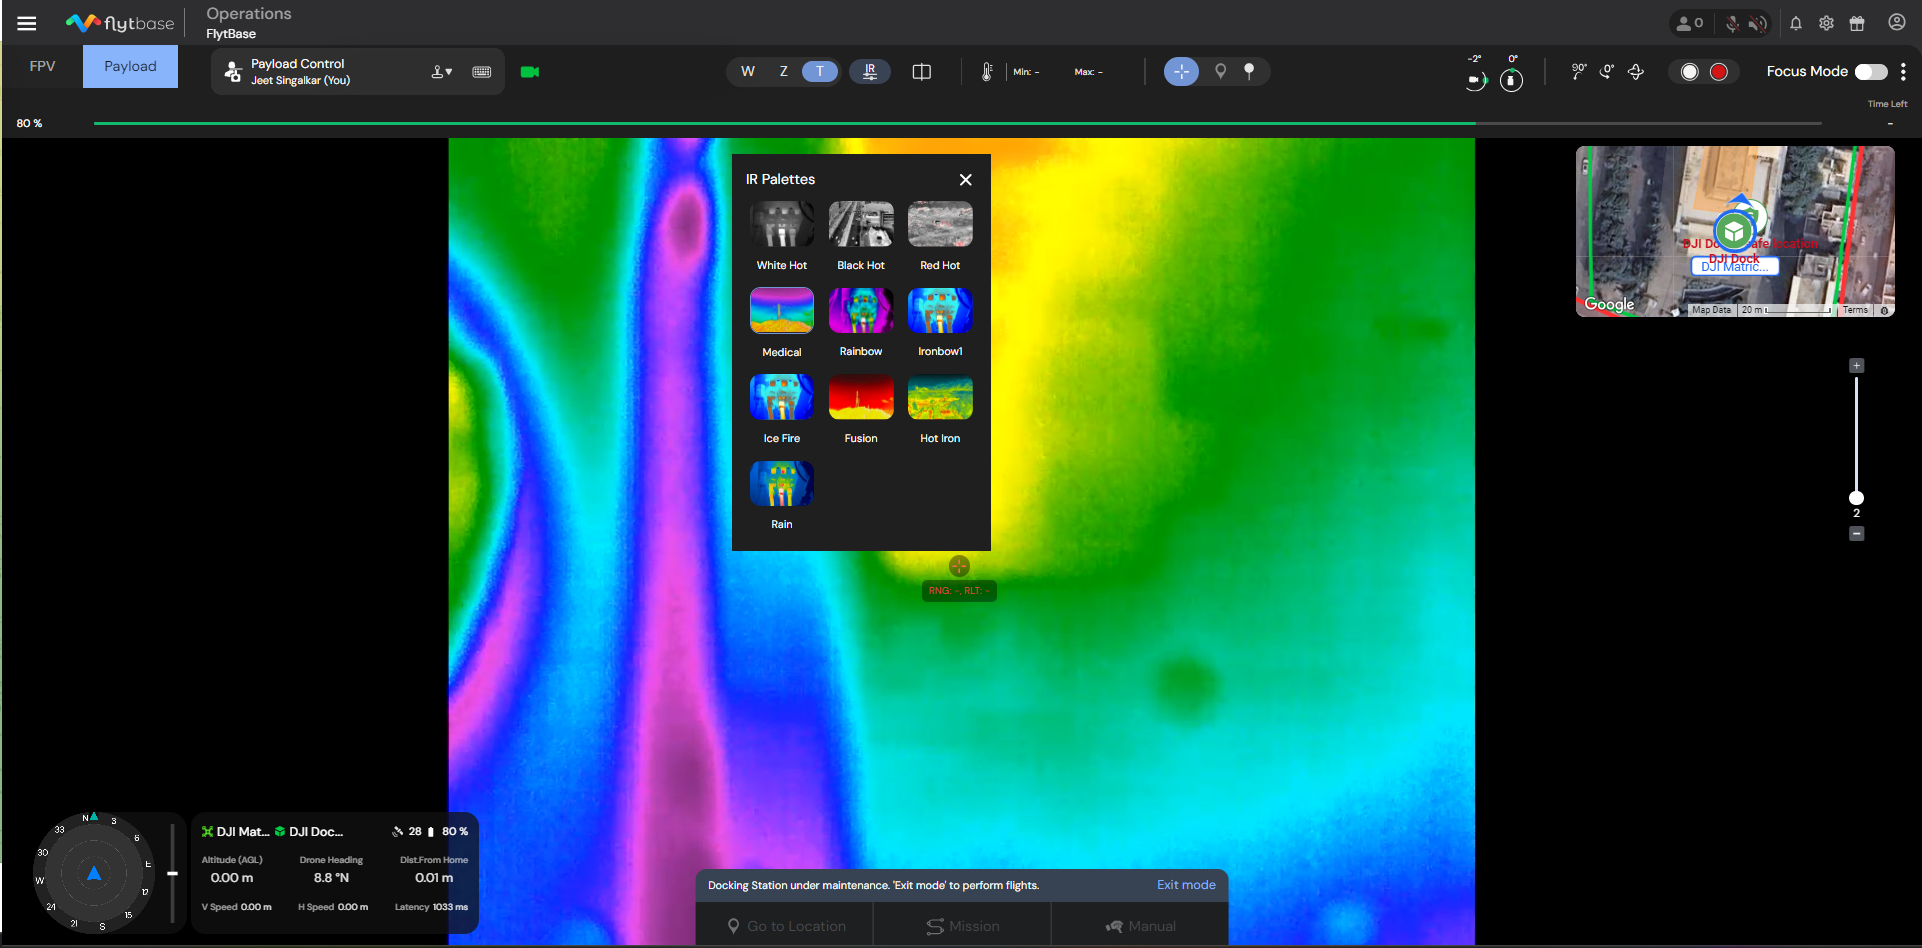 flytbase
Operations
FlytBase
0
FPV
Payload
Payload Control
Jeet Singalkar (You)
W
Z
T
IR
Min: -
Max: -
-2°
0°
90°
0°
Focus Mode
Time Left
-
80 %
IR Palettes
White Hot
Black Hot
Red Hot
Medical
Rainbow
Ironbow1
Ice Fire
Fusion
Hot Iron
Rain
RNG: -, RLT: -
DJI Dock
DJI Matric...
Google
Map Data
20 m
Terms
+
2
-
N
3
6
E
12
15
S
21
24
W
30
33
DJI Mat...
DJI Doc...
28
80 %
Altitude (AGL)
Drone Heading
Dist.From Home
0.00 m
8.8 °N
0.01 m
V Speed 0.00 m
H Speed 0.00 m
Latency 1033 ms
Docking Station under maintenance. 'Exit mode' to perform flights.
Exit mode
Go to Location
Mission
Manual